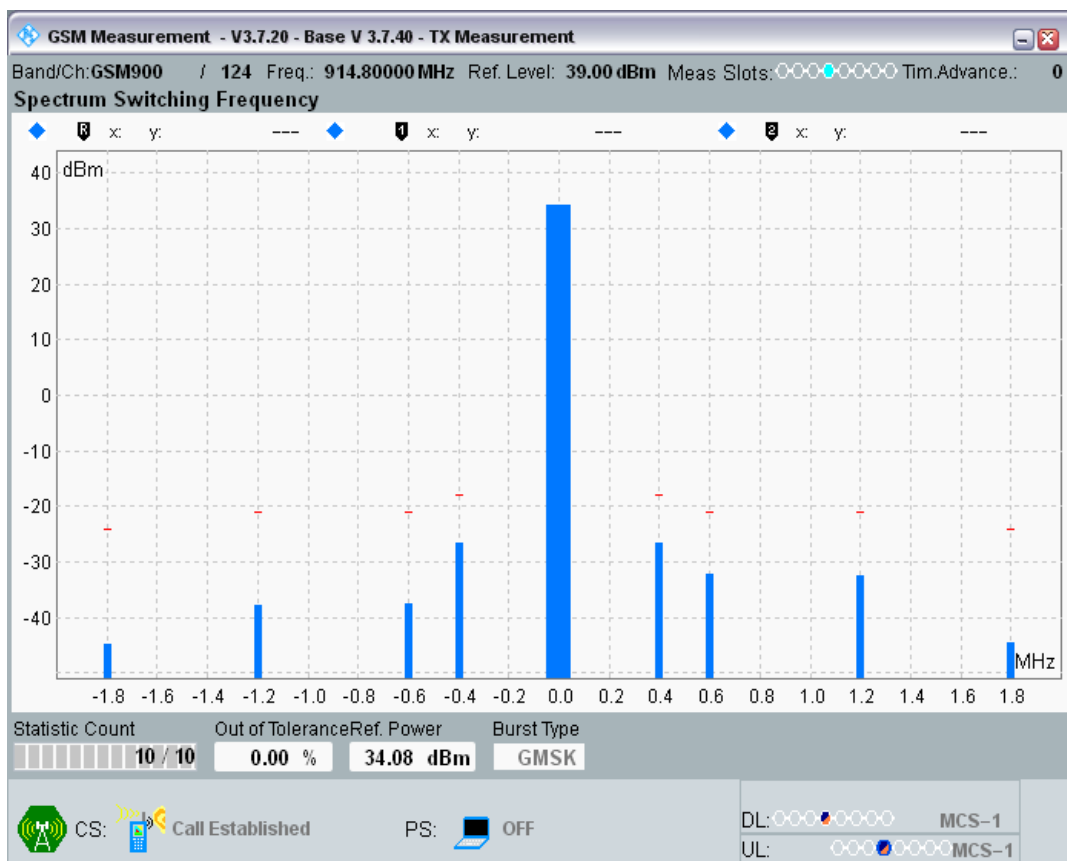 GSM Measurement - V3.7.20 - Base V 3.7.40 - TX Measurement
Band/Ch:GSM900 / 124 Freq.: 914.80000 MHz Ref. Level: 39.00 dBm Meas Slots: Tim.Advance.: 0
Spectrum Switching Frequency
R x: y: --- 1 x: y: --- 2 x: y: ---
dBm
40
30
20
10
0
-10
-20
-30
-40
MHz
-1.8 -1.6 -1.4 -1.2 -1.0 -0.8 -0.6 -0.4 -0.2 0.0 0.2 0.4 0.6 0.8 1.0 1.2 1.4 1.6 1.8
Statistic Count Out of Tolerance Ref. Power Burst Type
10 / 10 0.00 % 34.08 dBm GMSK
CS: Call Established PS: OFF
DL: MCS-1
UL: MCS-1